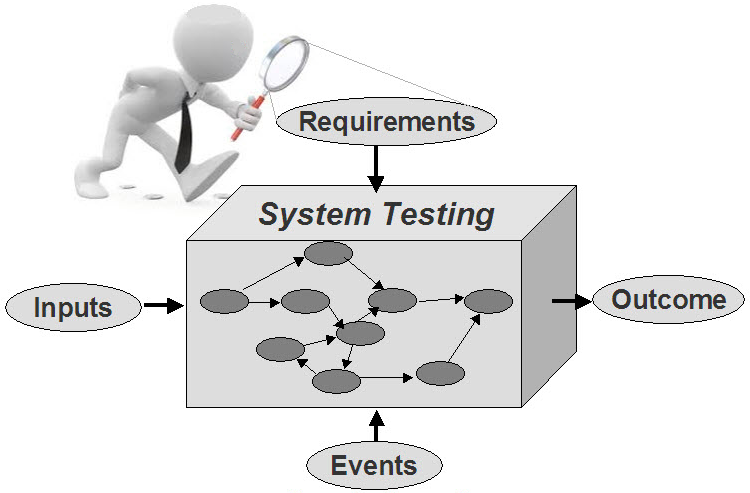 Requirements
System Testing
Inputs
Outcome
Events